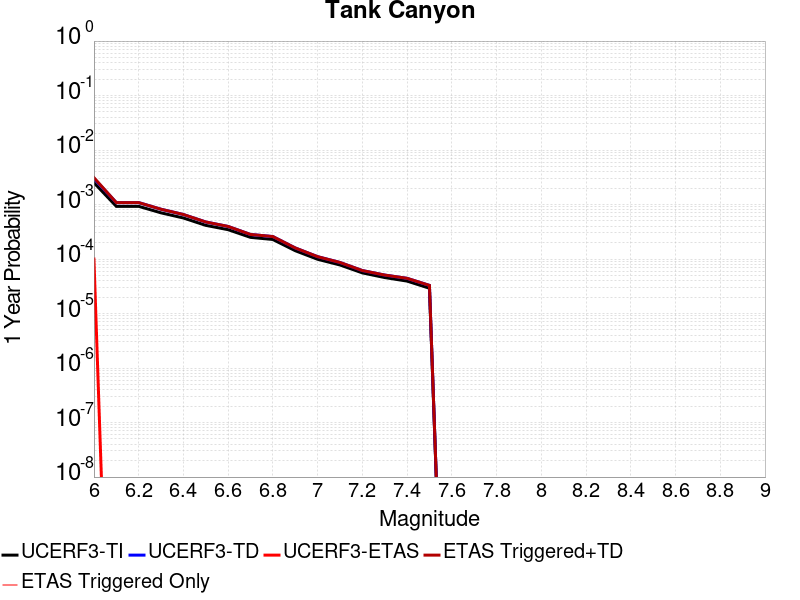 Tank Canyon
10^0
10^-1
10^-2
10^-3
10^-4
10^-5
10^-6
10^-7
10^-8
1 Year Probability
6 6.2 6.4 6.6 6.8 7 7.2 7.4 7.6 7.8 8 8.2 8.4 8.6 8.8 9
Magnitude
UCERF3-TI UCERF3-TD UCERF3-ETAS ETAS Triggered+TD
ETAS Triggered Only